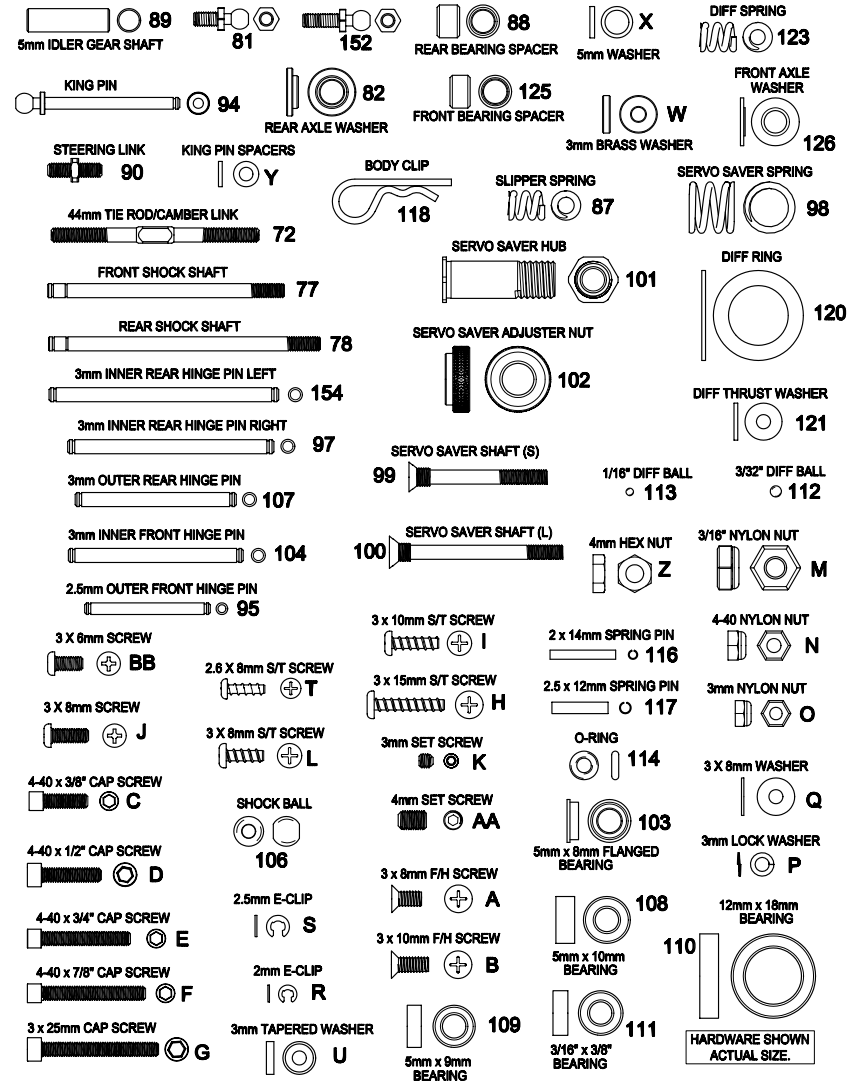 89
5mm IDLER GEAR SHAFT
81
152
88
REAR BEARING SPACER
X
5mm WASHER
DIFF SPRING
123
KING PIN
94
82
REAR AXLE WASHER
125
FRONT BEARING SPACER
W
3mm BRASS WASHER
FRONT AXLE
WASHER
126
STEERING LINK
90
KING PIN SPACERS
Y
BODY CLIP
118
SLIPPER SPRING
87
SERVO SAVER SPRING
98
44mm TIE ROD/CAMBER LINK
72
SERVO SAVER HUB
101
DIFF RING
120
FRONT SHOCK SHAFT
77
REAR SHOCK SHAFT
78
SERVO SAVER ADJUSTER NUT
102
3mm INNER REAR HINGE PIN LEFT
154
DIFF THRUST WASHER
121
3mm INNER REAR HINGE PIN RIGHT
97
SERVO SAVER SHAFT (S)
99
1/16" DIFF BALL
113
3/32" DIFF BALL
112
3mm OUTER REAR HINGE PIN
107
3mm INNER FRONT HINGE PIN
104
SERVO SAVER SHAFT (L)
100
4mm HEX NUT
Z
3/16" NYLON NUT
M
2.5mm OUTER FRONT HINGE PIN
95
3 X 6mm SCREW
BB
2.6 X 8mm S/T SCREW
T
3 x 10mm S/T SCREW
I
2 x 14mm SPRING PIN
116
4-40 NYLON NUT
N
3 X 8mm SCREW
J
3 X 8mm S/T SCREW
L
3 x 15mm S/T SCREW
H
2.5 x 12mm SPRING PIN
117
3mm NYLON NUT
O
3mm SET SCREW
K
O-RING
114
4-40 x 3/8" CAP SCREW
C
SHOCK BALL
106
4mm SET SCREW
AA
103
5mm x 8mm FLANGED
BEARING
3 X 8mm WASHER
Q
4-40 x 1/2" CAP SCREW
D
3 x 8mm F/H SCREW
A
3mm LOCK WASHER
P
4-40 x 3/4" CAP SCREW
E
2.5mm E-CLIP
S
3 x 10mm F/H SCREW
B
108
5mm x 10mm
BEARING
12mm x 18mm
BEARING
110
4-40 x 7/8" CAP SCREW
F
2mm E-CLIP
R
3 x 25mm CAP SCREW
G
3mm TAPERED WASHER
U
109
5mm x 9mm
BEARING
111
3/16" x 3/8"
BEARING
HARDWARE SHOWN
ACTUAL SIZE.